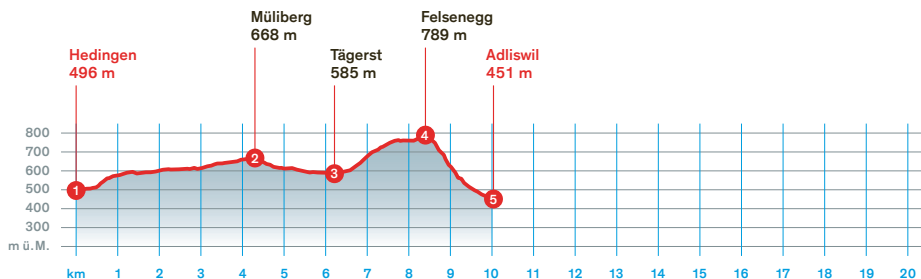 Müliberg
668 m
Felsenegg
789 m
Hedingen
496 m
Tägerst
585 m
Adliswil
451 m
800
700
600
500
400
300
m ü.M.
1
2
3
4
5
km 1 2 3 4 5 6 7 8 9 10 11 12 13 14 15 16 17 18 19 20